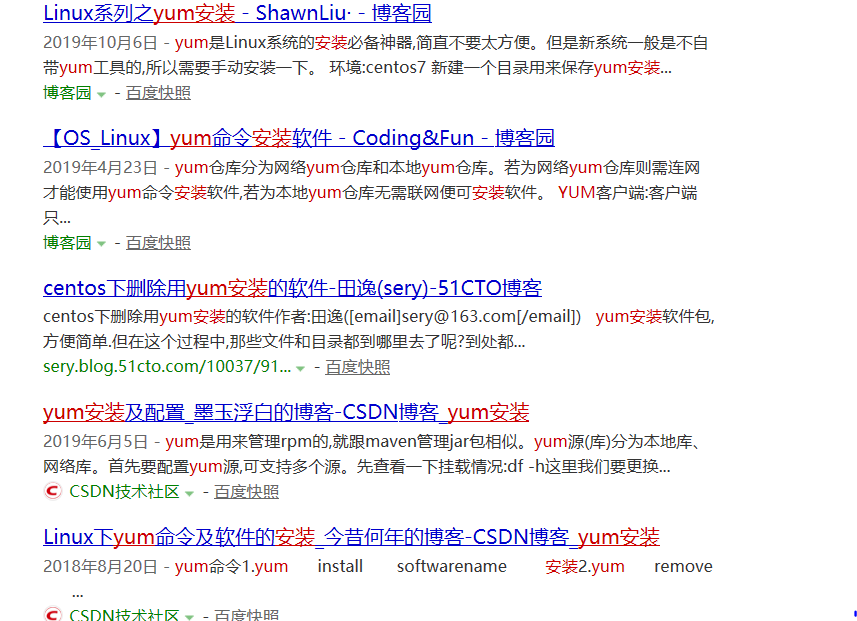 Linux系列之yum安装 - ShawnLiu· - 博客园
2019年10月6日 - yum是Linux系统的安装必备神器,简直不要太方便。但是新系统一般是不自
带yum工具的,所以需要手动安装一下。 环境:centos7 新建一个目录用来保存yum安装...
博客园 - 百度快照
【OS_Linux】yum命令安装软件 - Coding&Fun - 博客园
2019年4月23日 - yum仓库分为网络yum仓库和本地yum仓库。若为网络yum仓库则需连网
才能使用yum命令安装软件,若为本地yum仓库无需联网便可安装软件。 YUM客户端:客户端
只...
博客园 - 百度快照
centos下删除用yum安装的软件-田逸(sery)-51CTO博客
centos下删除用yum安装的软件作者:田逸([email]sery@163.com[/email]) yum安装软件包,
方便简单.但在这个过程中,那些文件和目录都到哪里去了呢?到处都...
sery.blog.51cto.com/10037/91... - 百度快照
yum安装及配置_墨玉浮白的博客-CSDN博客_yum安装
2019年6月5日 - yum是用来管理rpm的,就跟maven管理jar包相似。yum源(库)分为本地库、
网络库。首先要配置yum源,可支持多个源。先查看一下挂载情况:df -h这里我们要更换...
CSDN技术社区 - 百度快照
Linux下yum命令及软件的安装_今昔何年的博客-CSDN博客_yum安装
2018年8月20日 - yum命令1.yum install softwarename 安装2.yum remove
...
CSDN技术社区 - 百度快照